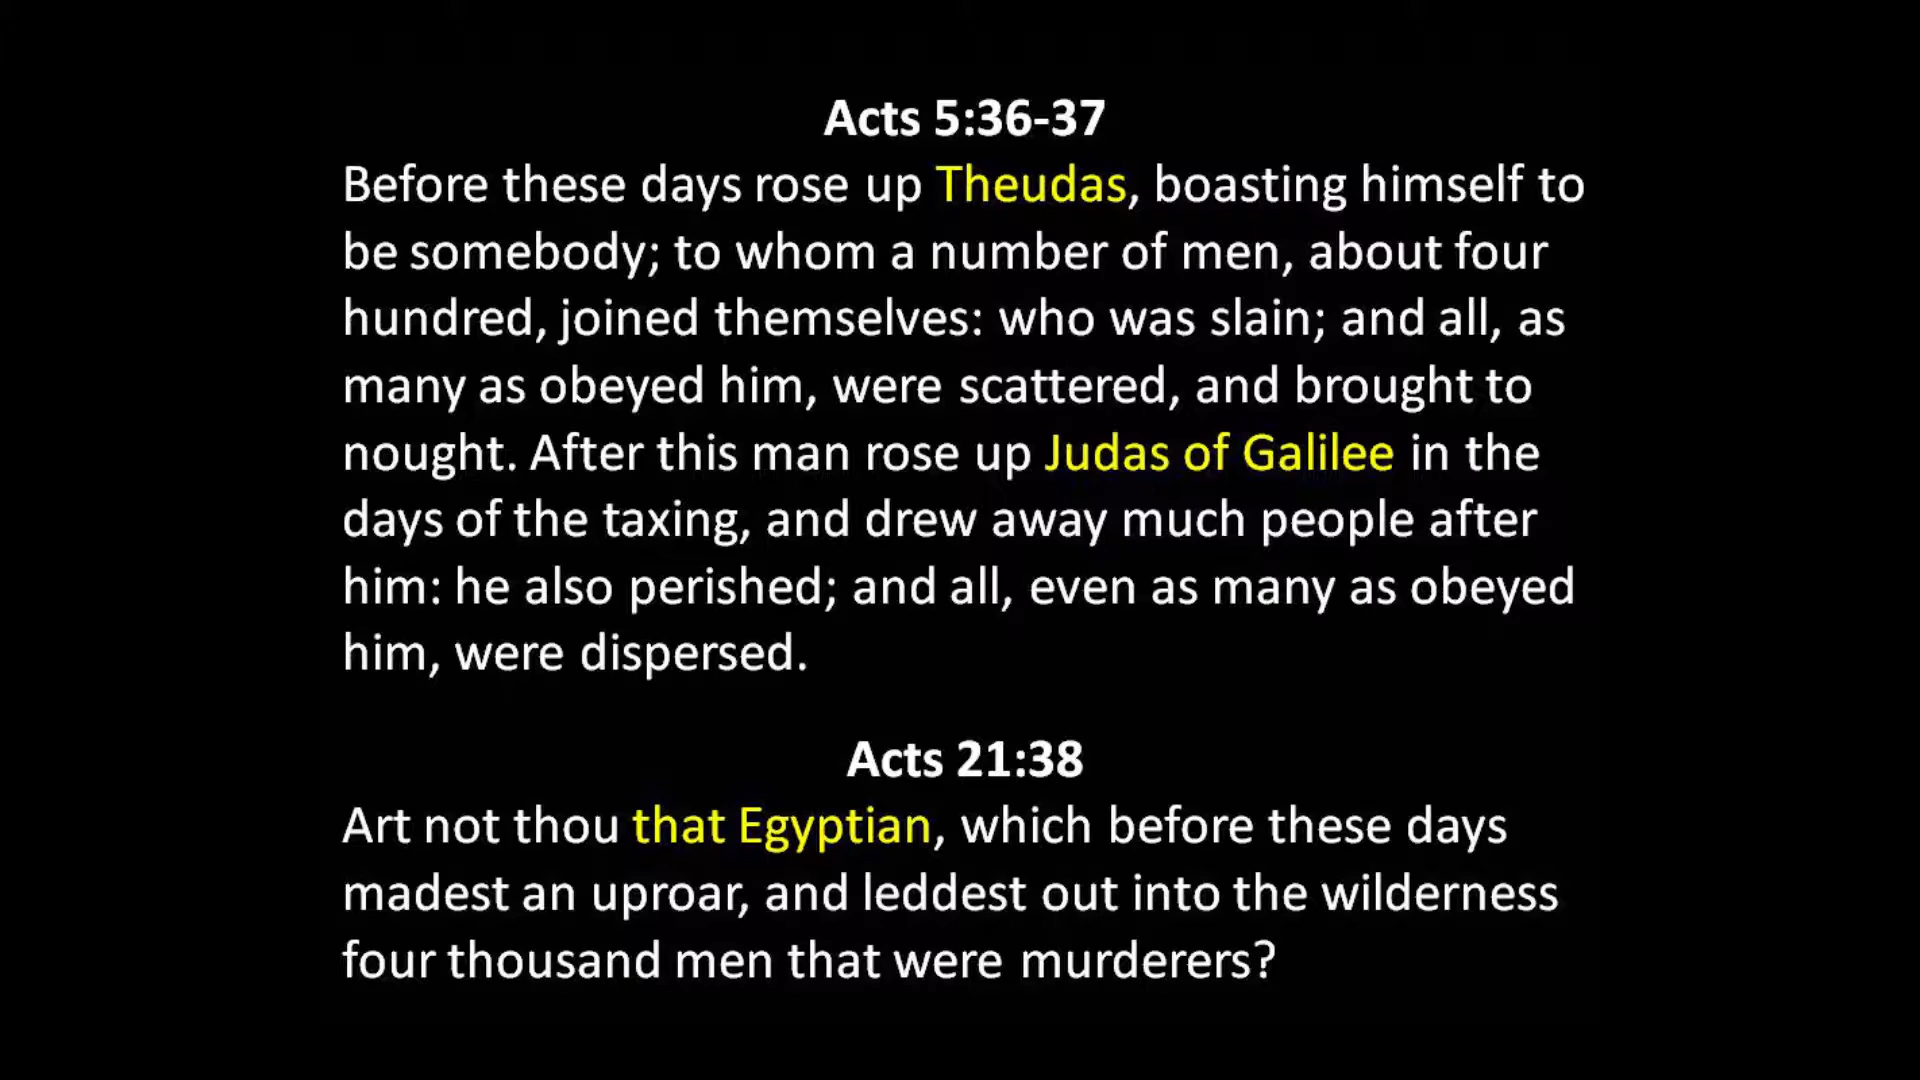 Acts 5:36-37
Before these days rose up Theudas, boasting himself to
be somebody; to whom a number of men, about four
hundred, joined themselves: who was slain; and all, as
many as obeyed him, were scattered, and brought to
nought. After this man rose up Judas of Galilee in the
days of the taxing, and drew away much people after
him: he also perished; and all, even as many as obeyed
him, were dispersed.
Acts 21:38
Art not thou that Egyptian, which before these days
madest an uproar, and leddest out into the wilderness
four thousand men that were murderers?